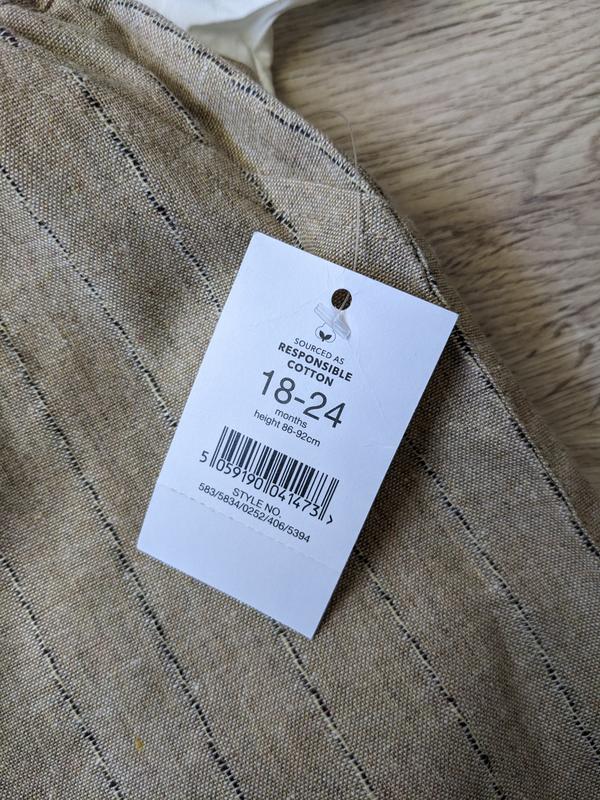 SOURCED AS
RESPONSIBLE
COTTON
18-24
months
height 86-92cm
5 059190 041473 >
STYLE NO.
583/5834/0252/406/5394